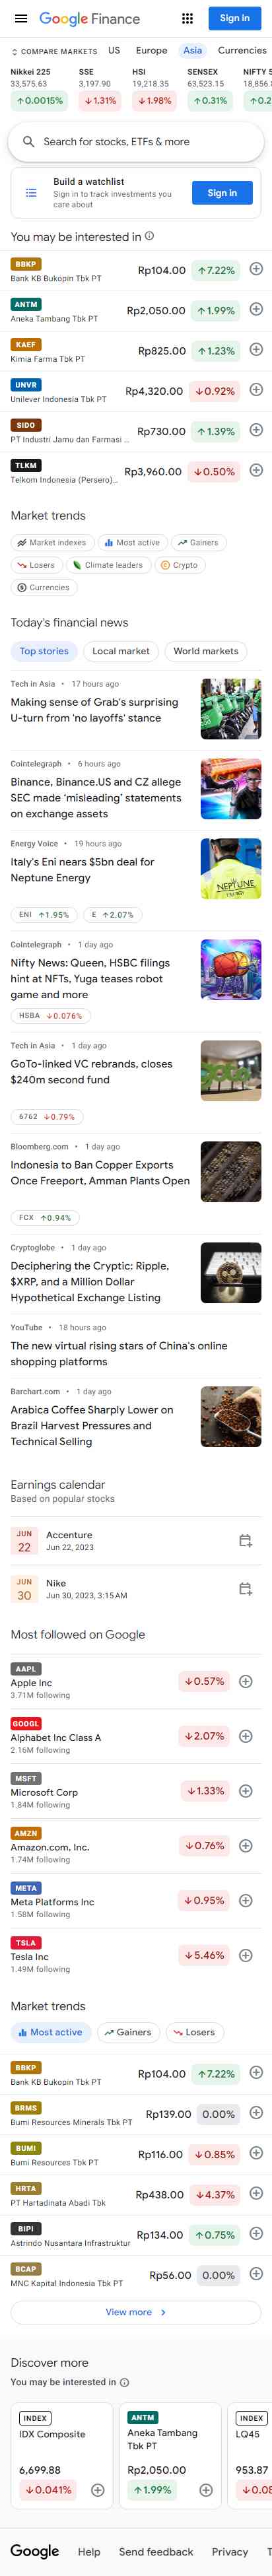 Google Finance
Sign in
COMPARE MARKETS
US
Europe
Asia
Currencies
Nikkei 225
33,575.63
0.0015%
SSE
3,197.90
1.31%
HSI
19,218.35
1.98%
SENSEX
63,523.15
0.31%
NIFTY 5
18,856.8
0.2
Search for stocks, ETFs & more
Build a watchlist
Sign in to track investments you
care about
Sign in
You may be interested in
BBKP
Bank KB Bukopin Tbk PT
Rp104.00
7.22%
ANTM
Aneka Tambang Tbk PT
Rp2,050.00
1.99%
KAEF
Kimia Farma Tbk PT
Rp825.00
1.23%
UNVR
Unilever Indonesia Tbk PT
Rp4,320.00
0.92%
SIDO
PT Industri Jamu dan Farmasi ...
Rp730.00
1.39%
TLKM
Telkom Indonesia (Persero)...
Rp3,960.00
0.50%
Market trends
Market indexes
Most active
Gainers
Losers
Climate leaders
Crypto
Currencies
Today's financial news
Top stories
Local market
World markets
Tech in Asia • 17 hours ago
Making sense of Grab's surprising
U-turn from 'no layoffs' stance
Cointelegraph • 6 hours ago
Binance, Binance.US and CZ allege
SEC made ‘misleading’ statements
on exchange assets
Energy Voice • 19 hours ago
Italy's Eni nears $5bn deal for
Neptune Energy
NEPTUNE
ENERGY
ENI 1.95%
E 2.07%
Cointelegraph • 1 day ago
Nifty News: Queen, HSBC filings
hint at NFTs, Yuga teases robot
game and more
HSBA 0.076%
Tech in Asia • 1 day ago
GoTo-linked VC rebrands, closes
$240m second fund
goto
6762 0.79%
Bloomberg.com • 1 day ago
Indonesia to Ban Copper Exports
Once Freeport, Amman Plants Open
FCX 0.94%
Cryptoglobe • 1 day ago
Deciphering the Cryptic: Ripple,
$XRP, and a Million Dollar
Hypothetical Exchange Listing
YouTube • 18 hours ago
The new virtual rising stars of China's online
shopping platforms
Barchart.com • 1 day ago
Arabica Coffee Sharply Lower on
Brazil Harvest Pressures and
Technical Selling
Earnings calendar
Based on popular stocks
JUN
22
Accenture
Jun 22, 2023
JUN
30
Nike
Jun 30, 2023, 3:15 AM
Most followed on Google
AAPL
Apple Inc
3.71M following
0.57%
GOOGL
Alphabet Inc Class A
2.16M following
2.07%
MSFT
Microsoft Corp
1.84M following
1.33%
AMZN
Amazon.com, Inc.
1.74M following
0.76%
META
Meta Platforms Inc
1.58M following
0.95%
TSLA
Tesla Inc
1.49M following
5.46%
Market trends
Most active
Gainers
Losers
BBKP
Bank KB Bukopin Tbk PT
Rp104.00
7.22%
BRMS
Bumi Resources Minerals Tbk PT
Rp139.00
0.00%
BUMI
Bumi Resources Tbk PT
Rp116.00
0.85%
HRTA
PT Hartadinata Abadi Tbk
Rp438.00
4.37%
BIPI
Astrindo Nusantara Infrastruktur
Rp134.00
0.75%
BCAP
MNC Kapital Indonesia Tbk PT
Rp56.00
0.00%
View more
Discover more
You may be interested in
INDEX
IDX Composite
6,699.88
0.041%
ANTM
Aneka Tambang
Tbk PT
Rp2,050.00
1.99%
INDEX
LQ45
953.87
0.08
Google
Help
Send feedback
Privacy
T